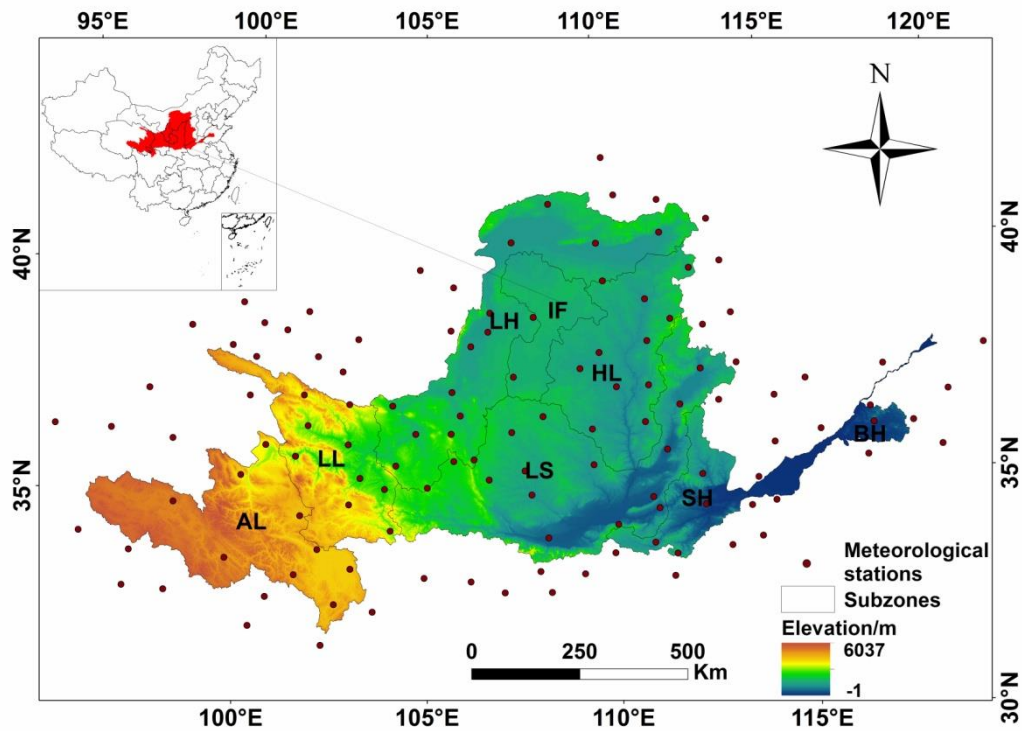 95°E 100°E 105°E 110°E 115°E 120°E
N
40°N 40°N
IF
LH
HL
BH
LL
LS
35°N 35°N
SH
AL
Meteorological
stations
Subzones
Elevation/m
6037
-1
0 250 500
Km
30°N
100°E 105°E 110°E 115°E